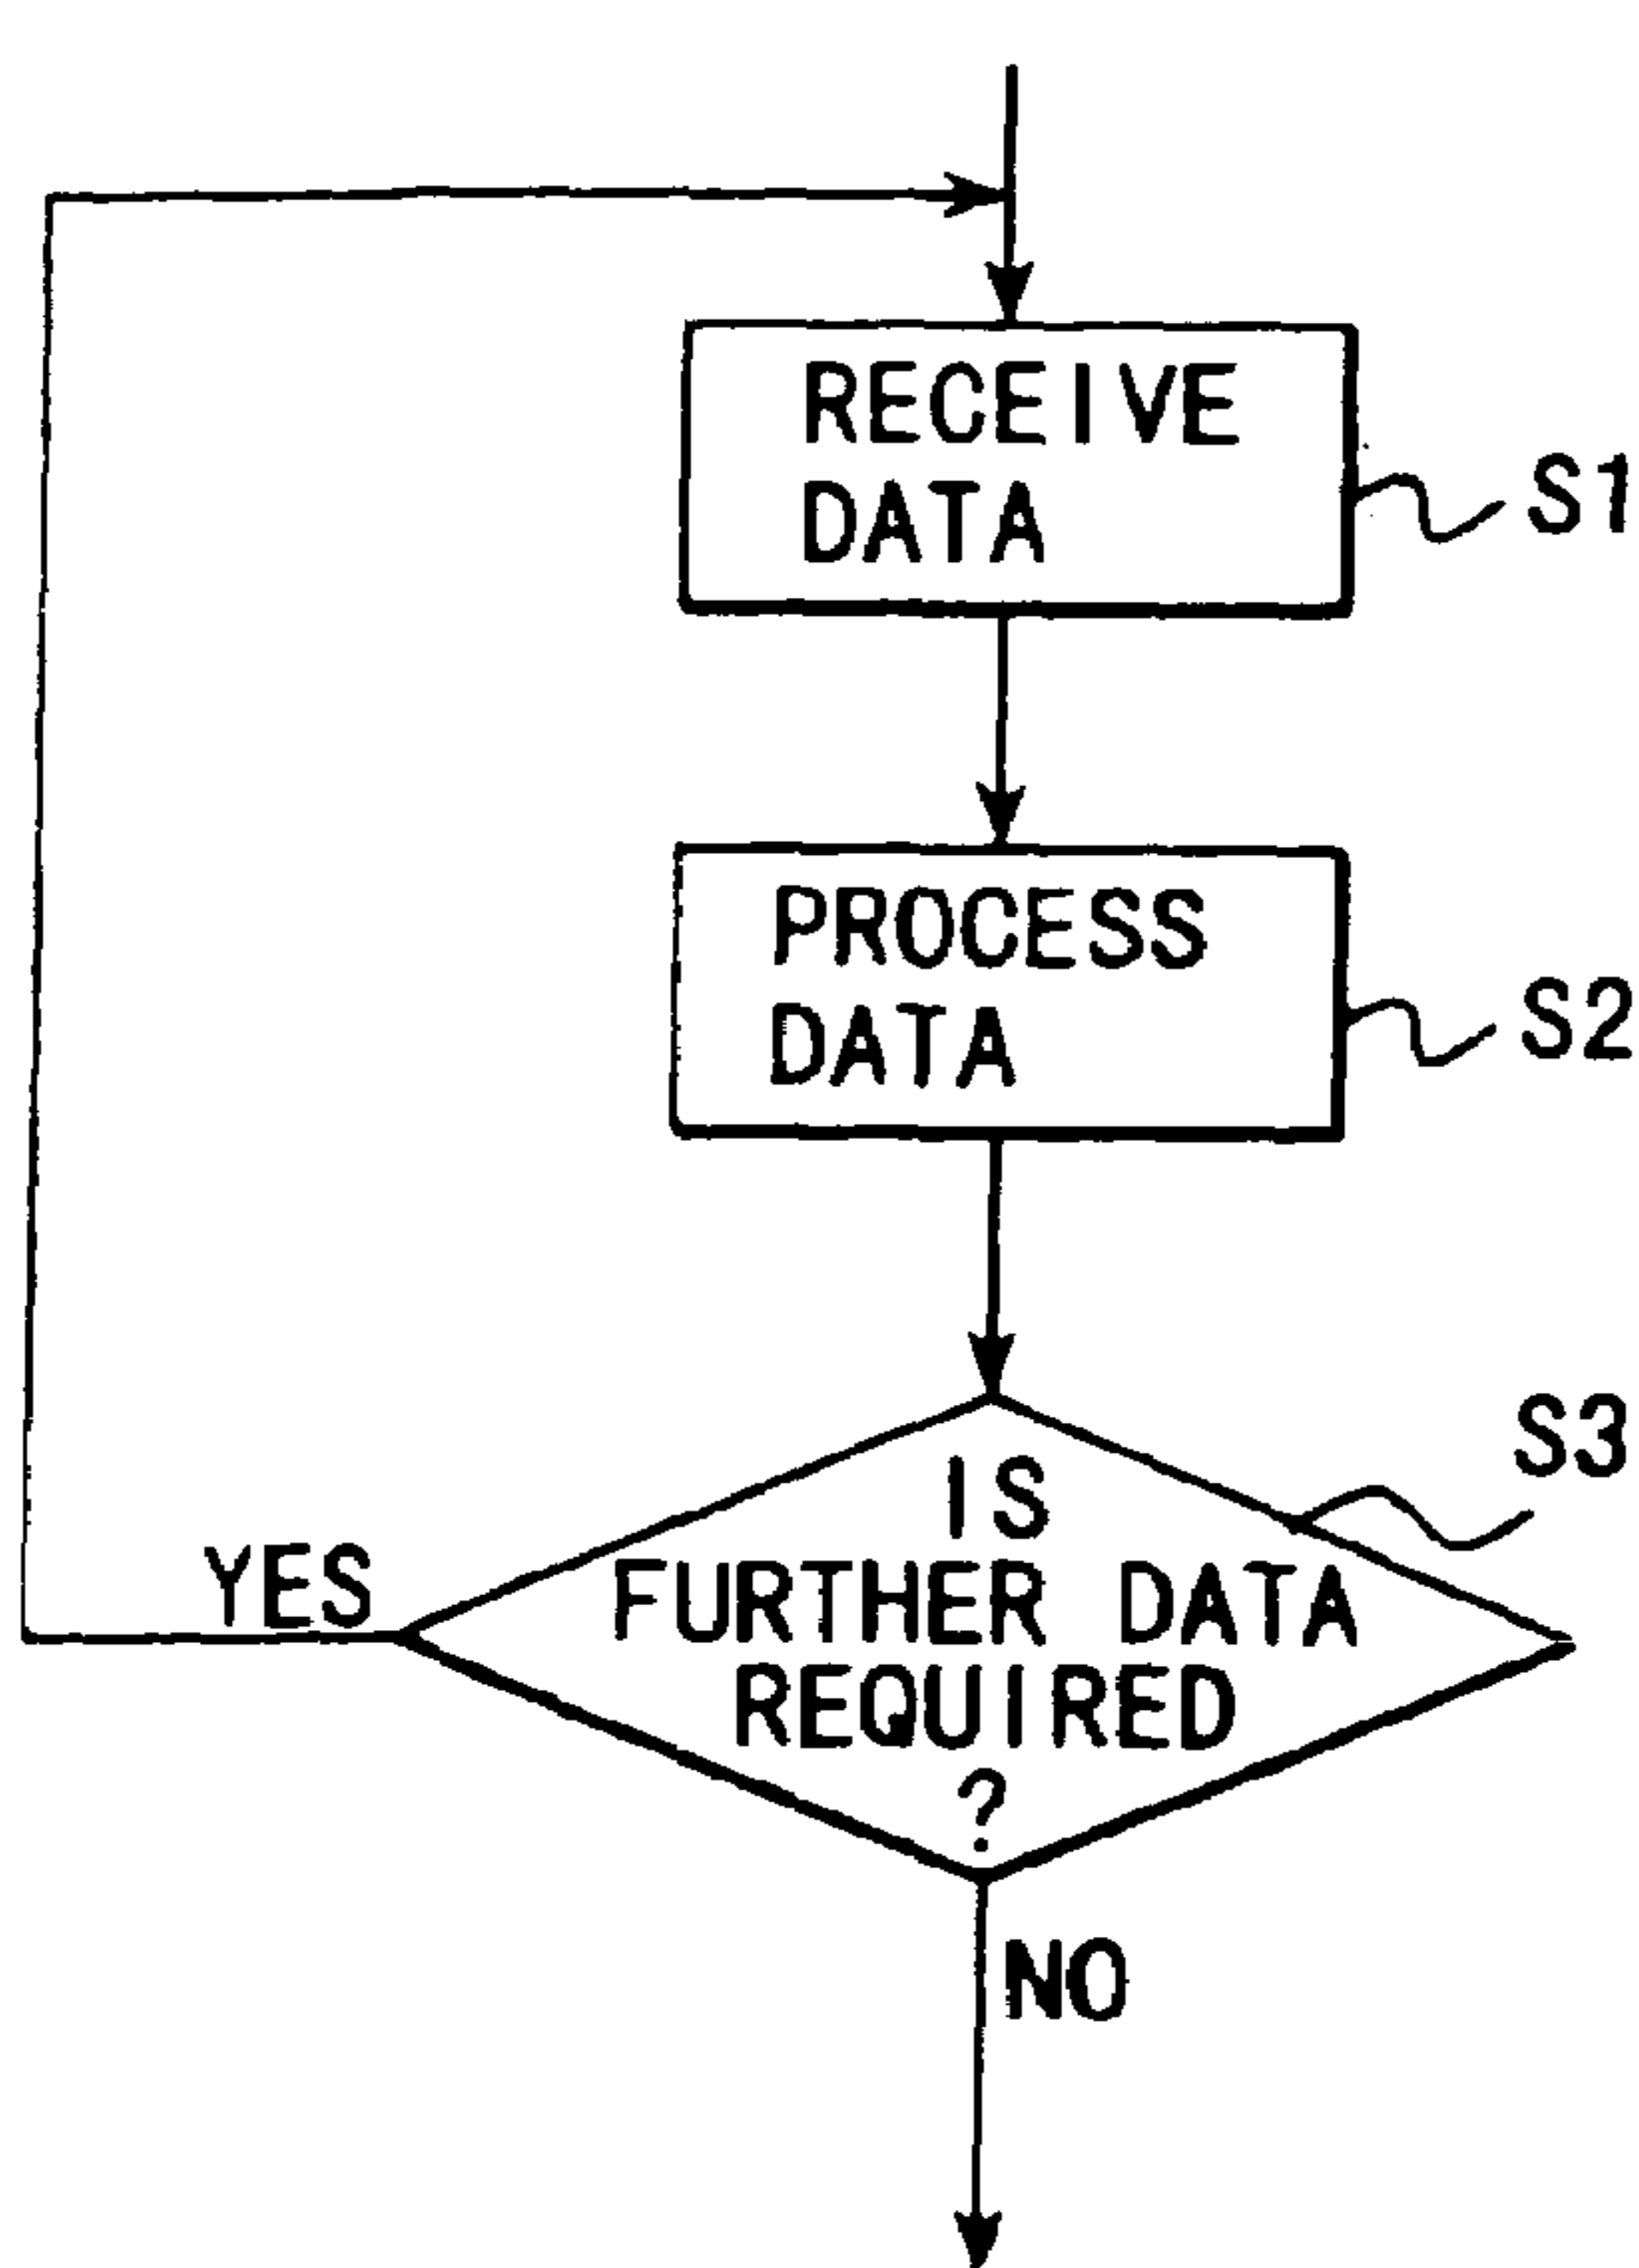 RECEIVE
DATA
S1
PROCESS
DATA
S2
S3
IS
FURTHER DATA
REQUIRED
?
YES
NO